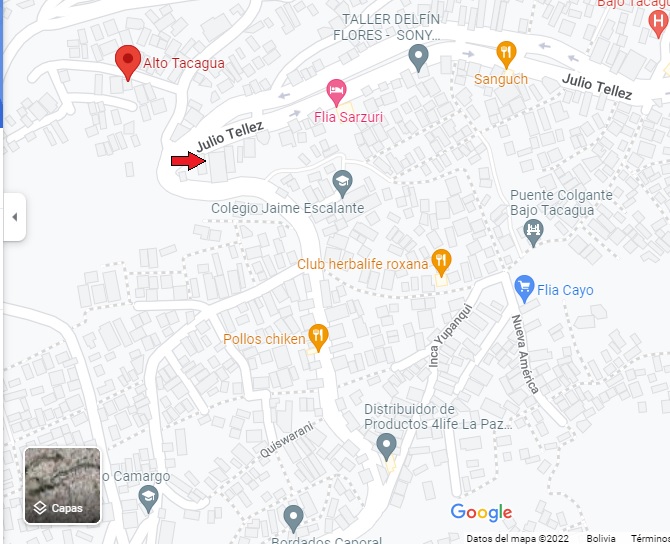 Bajo Tacagu
TALLER DELFÍN
FLORES - SONY...
Alto Tacagua
Sanguch
Julio Tellez
Flia Sarzuri
Julio Tellez
Colegio Jaime Escalante
Puente Colgante
Bajo Tacagua
Club herbalife roxana
Flia Cayo
Inca Yupanqui
Nueva América
Pollos chiken
Distribuidor de
Productos 4life La Paz...
Quiswarani
o Camargo
Capas
Bordados Caporal
Google
Datos del mapa ©2022 Bolivia Término